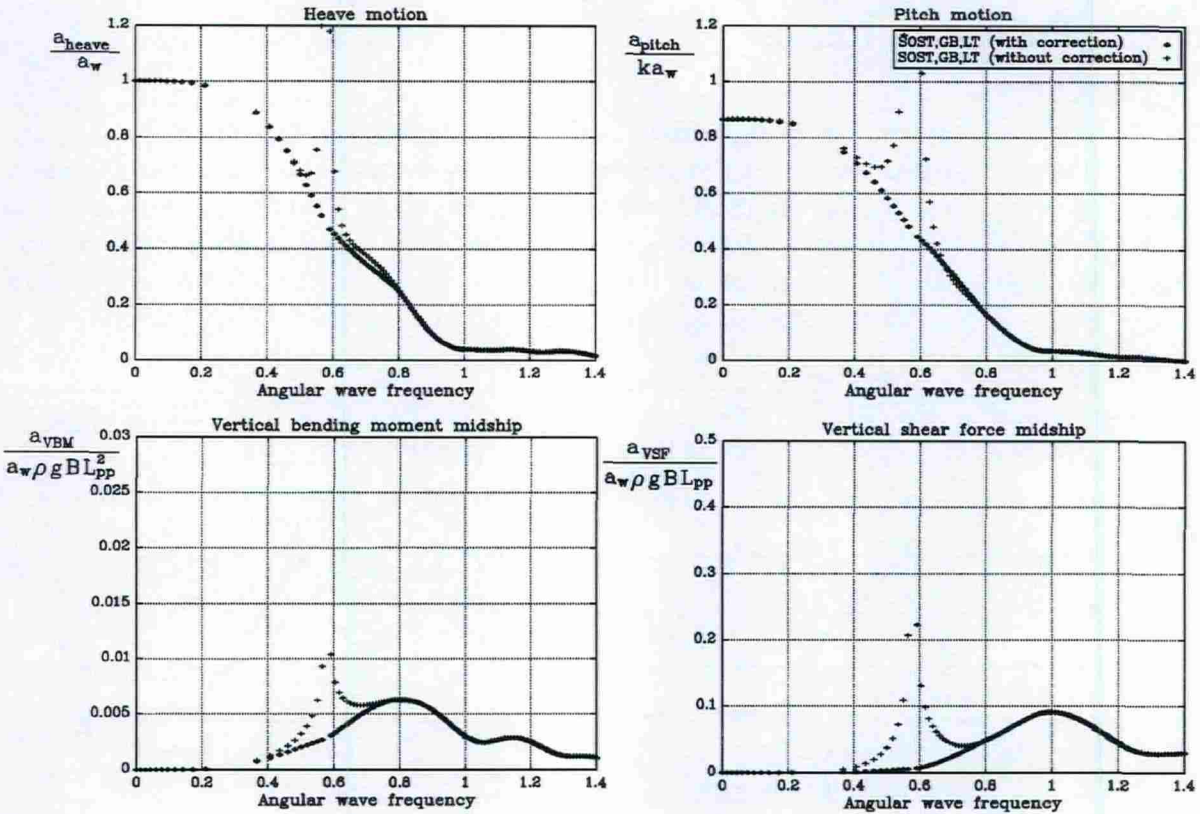 Heave motion
a_heave
a_w
1.2
1
0.8
0.6
0.4
0.2
0
0 0.2 0.4 0.6 0.8 1 1.2 1.4
Angular wave frequency
Pitch motion
a_pitch
ka_w
SOST,GB,LT (with correction)
SOST,GB,LT (without correction)
1.2
1
0.8
0.6
0.4
0.2
0
0 0.2 0.4 0.6 0.8 1 1.2 1.4
Angular wave frequency
Vertical bending moment midship
a_VBM
a_w ρ g B L_pp^2
0.03
0.025
0.02
0.015
0.01
0.005
0
0 0.2 0.4 0.6 0.8 1 1.2 1.4
Angular wave frequency
Vertical shear force midship
a_VSF
a_w ρ g B L_pp
0.5
0.4
0.3
0.2
0.1
0
0 0.2 0.4 0.6 0.8 1 1.2 1.4
Angular wave frequency